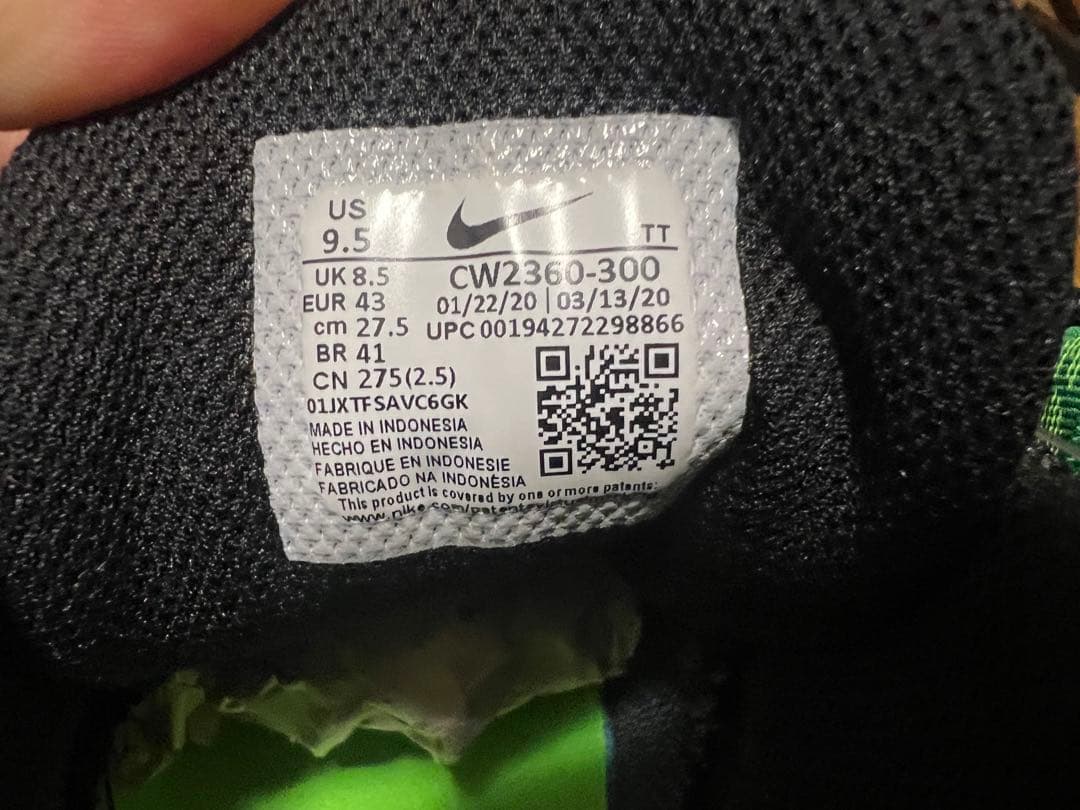 US
9.5
TT
UK 8.5
CW2360-300
EUR 43
01/22/20 | 03/13/20
cm 27.5
UPC 00194272298866
BR 41
CN 275(2.5)
01JXTFSAVC6GK
MADE IN INDONESIA
HECHO EN INDONESIA
FABRIQUE EN INDONESIE
FABRICADO NA INDONÉSIA
This product is covered by one or more patents: